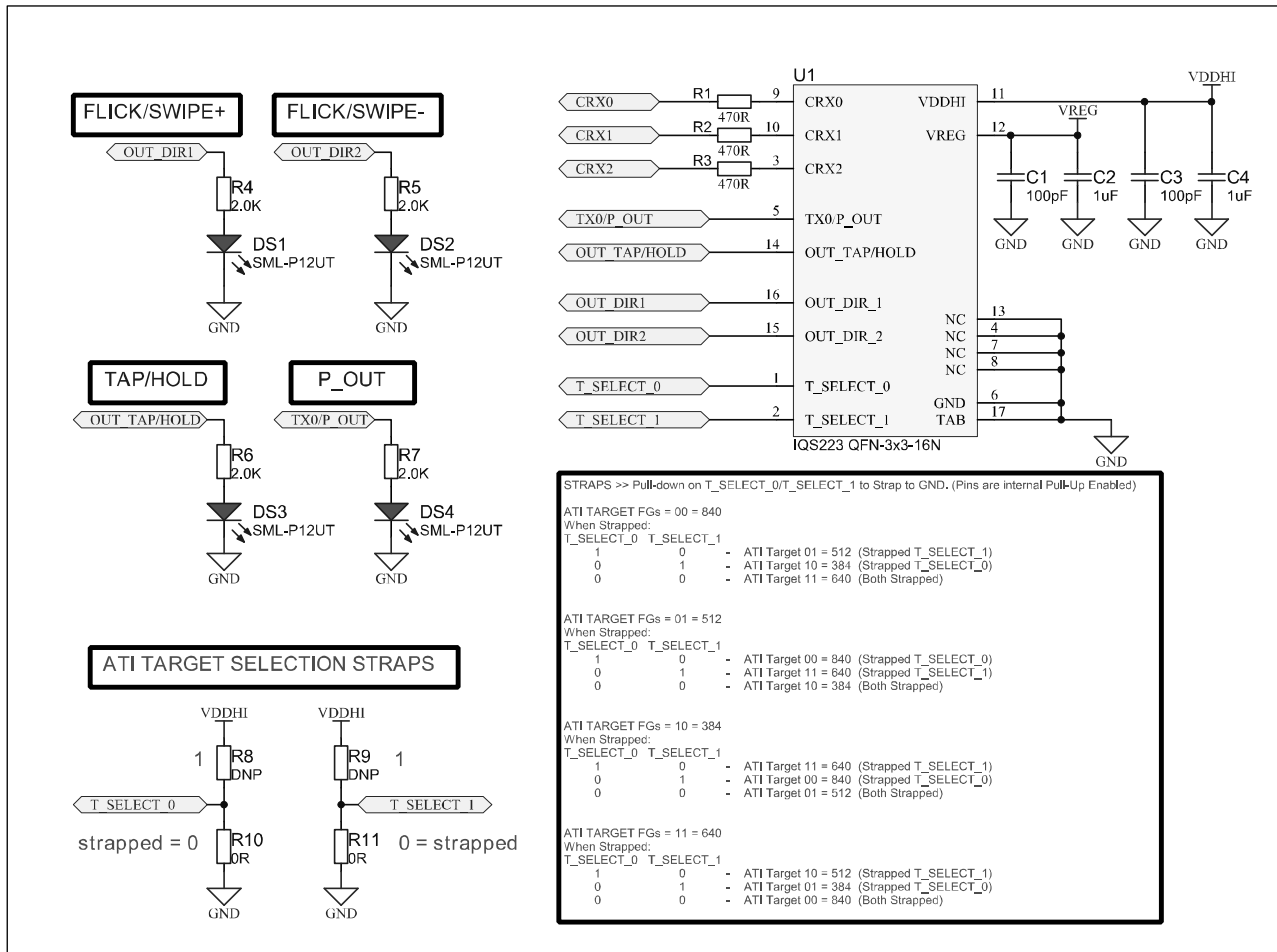 FLICK/SWIPE+
OUT_DIR1
R4
2.0K
DS1
SML-P12UT
GND
FLICK/SWIPE-
OUT_DIR2
R5
2.0K
DS2
SML-P12UT
GND
TAP/HOLD
OUT_TAP/HOLD
R6
2.0K
DS3
SML-P12UT
GND
P_OUT
TX0/P_OUT
R7
2.0K
DS4
SML-P12UT
GND
ATI TARGET SELECTION STRAPS
VDDHI
1
R8
DNP
T_SELECT_0
strapped = 0
R10
0R
GND
VDDHI
R9
DNP
1
T_SELECT_1
R11
0R
0 = strapped
GND
U1
CRX0 R1 470R 9 CRX0
CRX1 R2 470R 10 CRX1
CRX2 R3 470R 3 CRX2
TX0/P_OUT 5 TX0/P_OUT
OUT_TAP/HOLD 14 OUT_TAP/HOLD
OUT_DIR1 16 OUT_DIR_1
OUT_DIR2 15 OUT_DIR_2
T_SELECT_0 1 T_SELECT_0
T_SELECT_1 2 T_SELECT_1
VDDHI 11
VREG 12
NC 13
NC 4
NC 7
NC 8
GND 6
TAB 17
IQS223 QFN-3x3-16N
VDDHI
VREG
C1
100pF
C2
1uF
C3
100pF
C4
1uF
GND
GND
GND
GND
GND
STRAPS >> Pull-down on T_SELECT_0/T_SELECT_1 to Strap to GND. (Pins are internal Pull-Up Enabled)
ATI TARGET FGs = 00 = 840
When Strapped:
T_SELECT_0 T_SELECT_1
1 0 - ATI Target 01 = 512 (Strapped T_SELECT_1)
0 1 - ATI Target 10 = 384 (Strapped T_SELECT_0)
0 0 - ATI Target 11 = 640 (Both Strapped)
ATI TARGET FGs = 01 = 512
When Strapped:
T_SELECT_0 T_SELECT_1
1 0 - ATI Target 00 = 840 (Strapped T_SELECT_0)
0 1 - ATI Target 11 = 640 (Strapped T_SELECT_1)
0 0 - ATI Target 10 = 384 (Both Strapped)
ATI TARGET FGs = 10 = 384
When Strapped:
T_SELECT_0 T_SELECT_1
1 0 - ATI Target 11 = 640 (Strapped T_SELECT_1)
0 1 - ATI Target 00 = 840 (Strapped T_SELECT_0)
0 0 - ATI Target 01 = 512 (Both Strapped)
ATI TARGET FGs = 11 = 640
When Strapped:
T_SELECT_0 T_SELECT_1
1 0 - ATI Target 10 = 512 (Strapped T_SELECT_1)
0 1 - ATI Target 01 = 384 (Strapped T_SELECT_0)
0 0 - ATI Target 00 = 840 (Both Strapped)